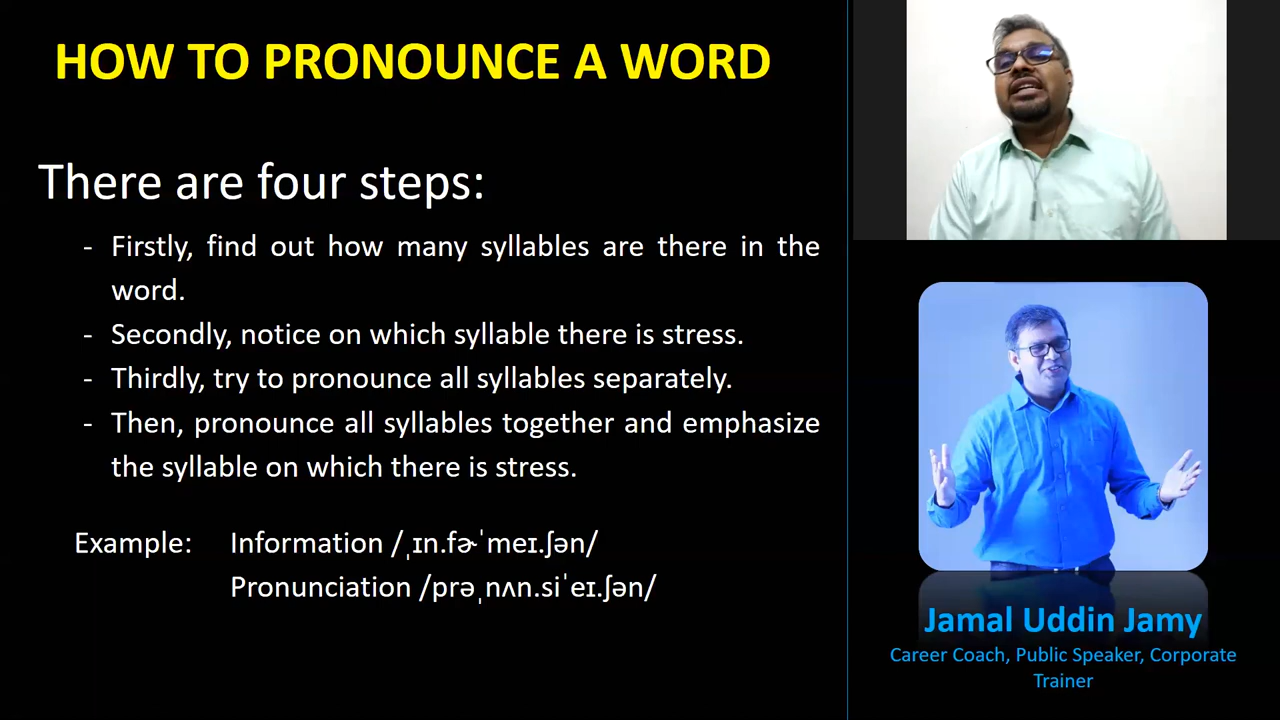 HOW TO PRONOUNCE A WORD
There are four steps:
- Firstly, find out how many syllables are there in the
word.
- Secondly, notice on which syllable there is stress.
- Thirdly, try to pronounce all syllables separately.
- Then, pronounce all syllables together and emphasize
the syllable on which there is stress.
Example: Information /ˌɪn.fɚˈmeɪ.ʃən/
Pronunciation /prəˌnʌn.siˈeɪ.ʃən/
Jamal Uddin Jamy
Career Coach, Public Speaker, Corporate
Trainer